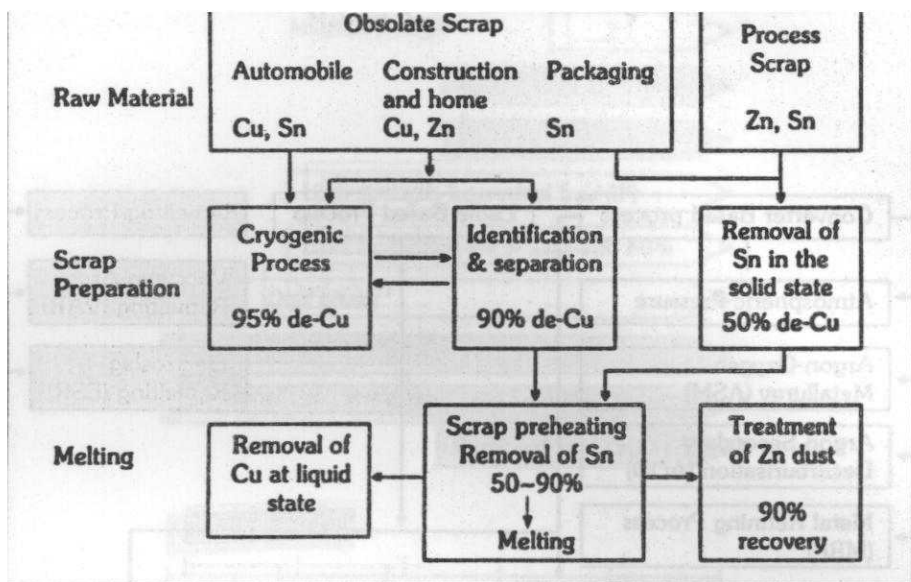 Obsolate Scrap
Process
Scrap
Raw Material
Automobile
Cu, Sn
Construction
and home
Cu, Zn
Packaging
Sn
Zn, Sn
Scrap
Preparation
Cryogenic
Process
95% de-Cu
Identification
& separation
90% de-Cu
Removal of
Sn in the
solid state
50% de-Cu
Melting
Removal of
Cu at liquid
state
Scrap preheating
Removal of Sn
50~90%
Melting
Treatment
of Zn dust
90%
recovery